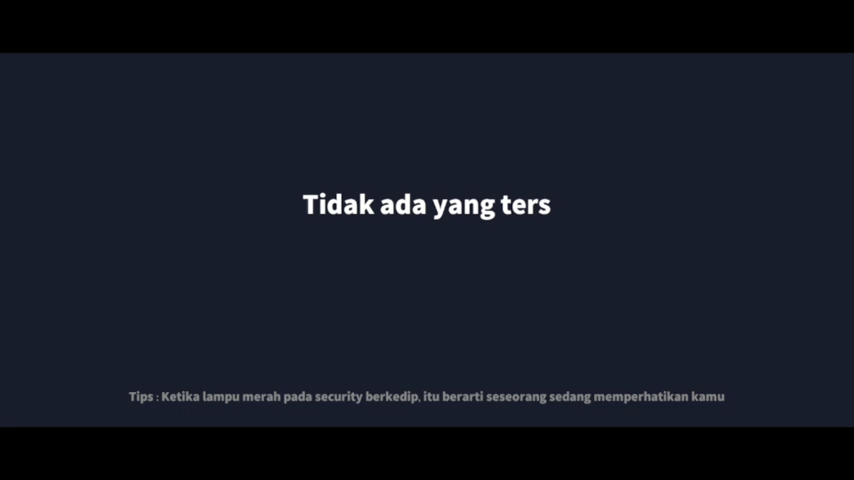 Tidak ada yang ters
Tips : Ketika lampu merah pada security berkedip, itu berarti seseorang sedang memperhatikan kamu